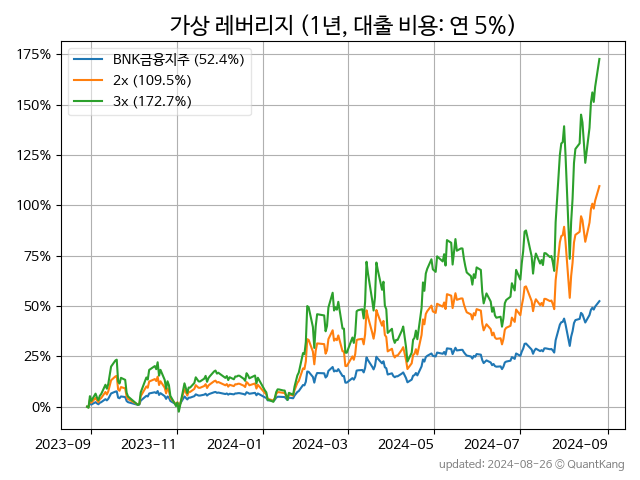 가상 레버리지 (1년, 대출 비용: 연 5%)
BNK금융지주 (52.4%)
2x (109.5%)
3x (172.7%)
175%
150%
125%
100%
75%
50%
25%
0%
2023-09 2023-11 2024-01 2024-03 2024-05 2024-07 2024-09
updated: 2024-08-26 © QuantKang